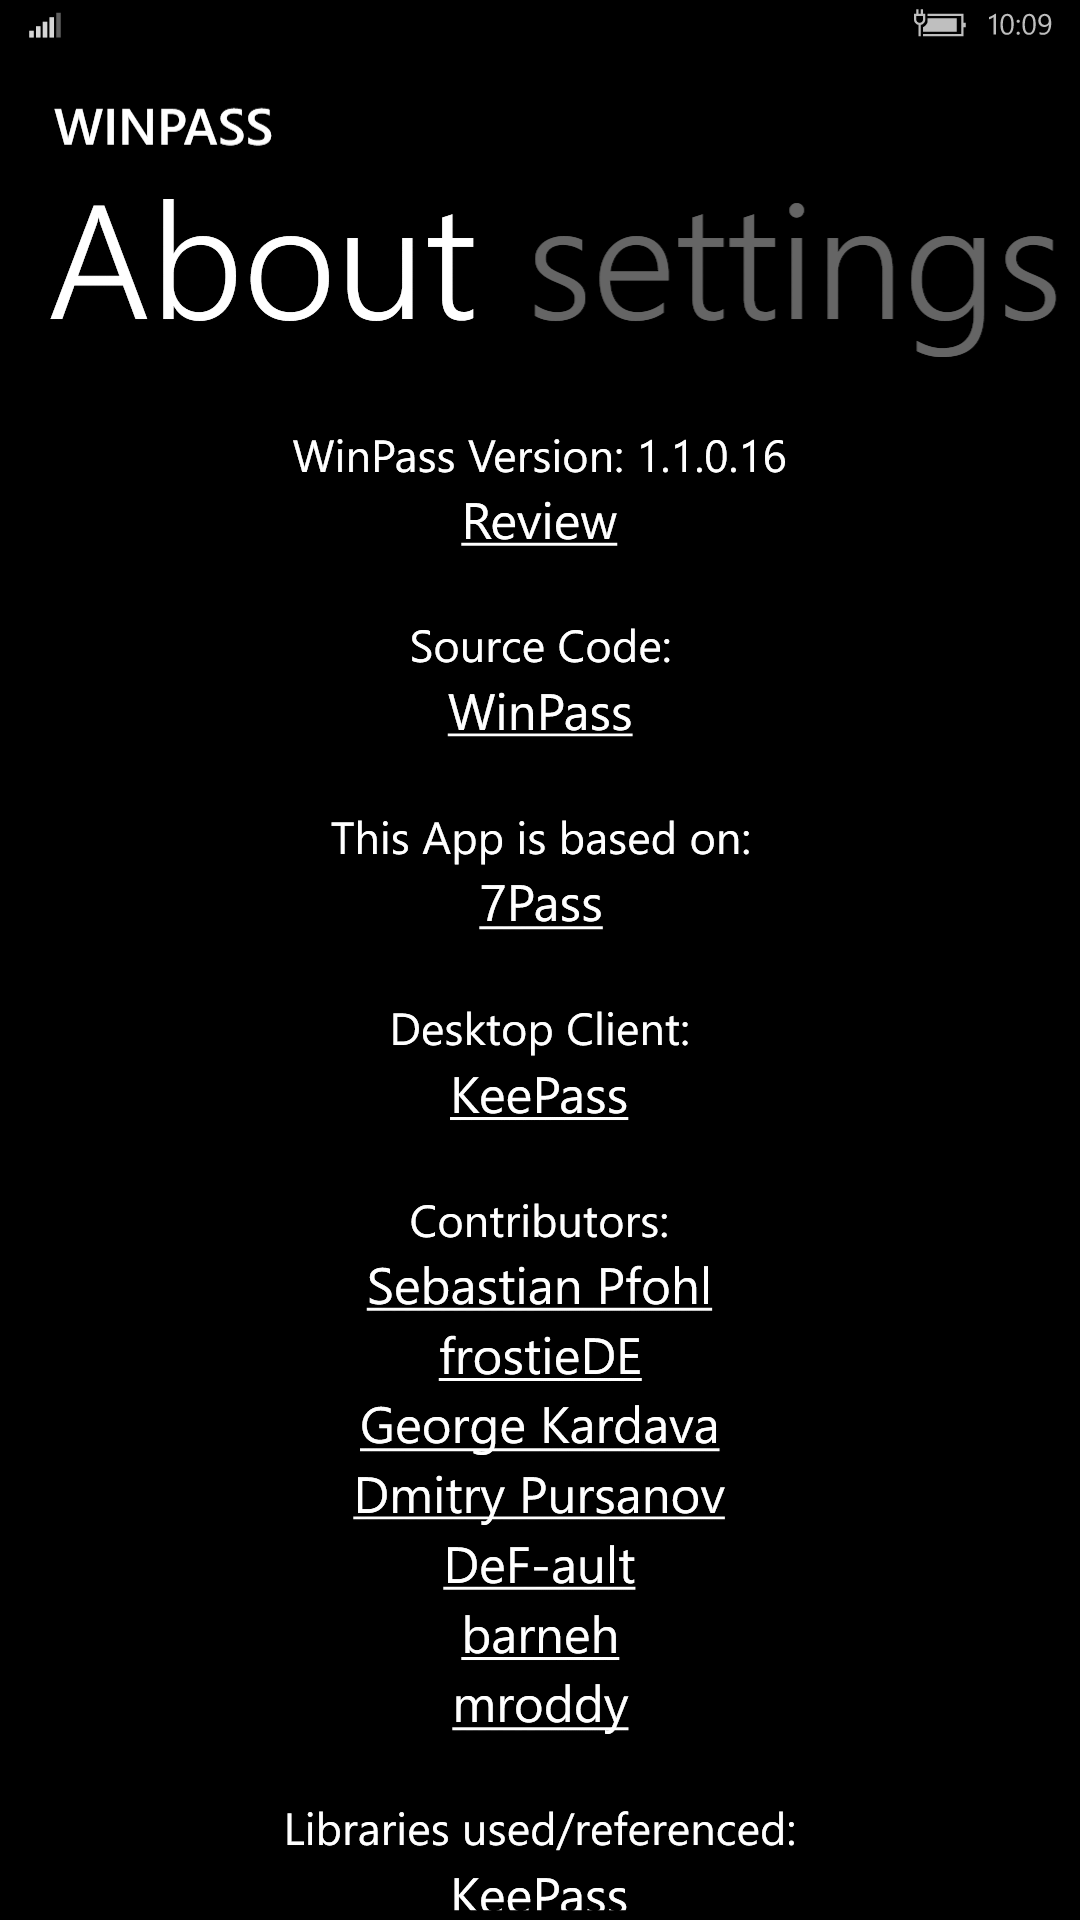 10:09
WINPASS
About settings
WinPass Version: 1.1.0.16
Review
Source Code:
WinPass
This App is based on:
7Pass
Desktop Client:
KeePass
Contributors:
Sebastian Pfohl
frostieDE
George Kardava
Dmitry Pursanov
DeF-ault
barneh
mroddy
Libraries used/referenced:
KeePass